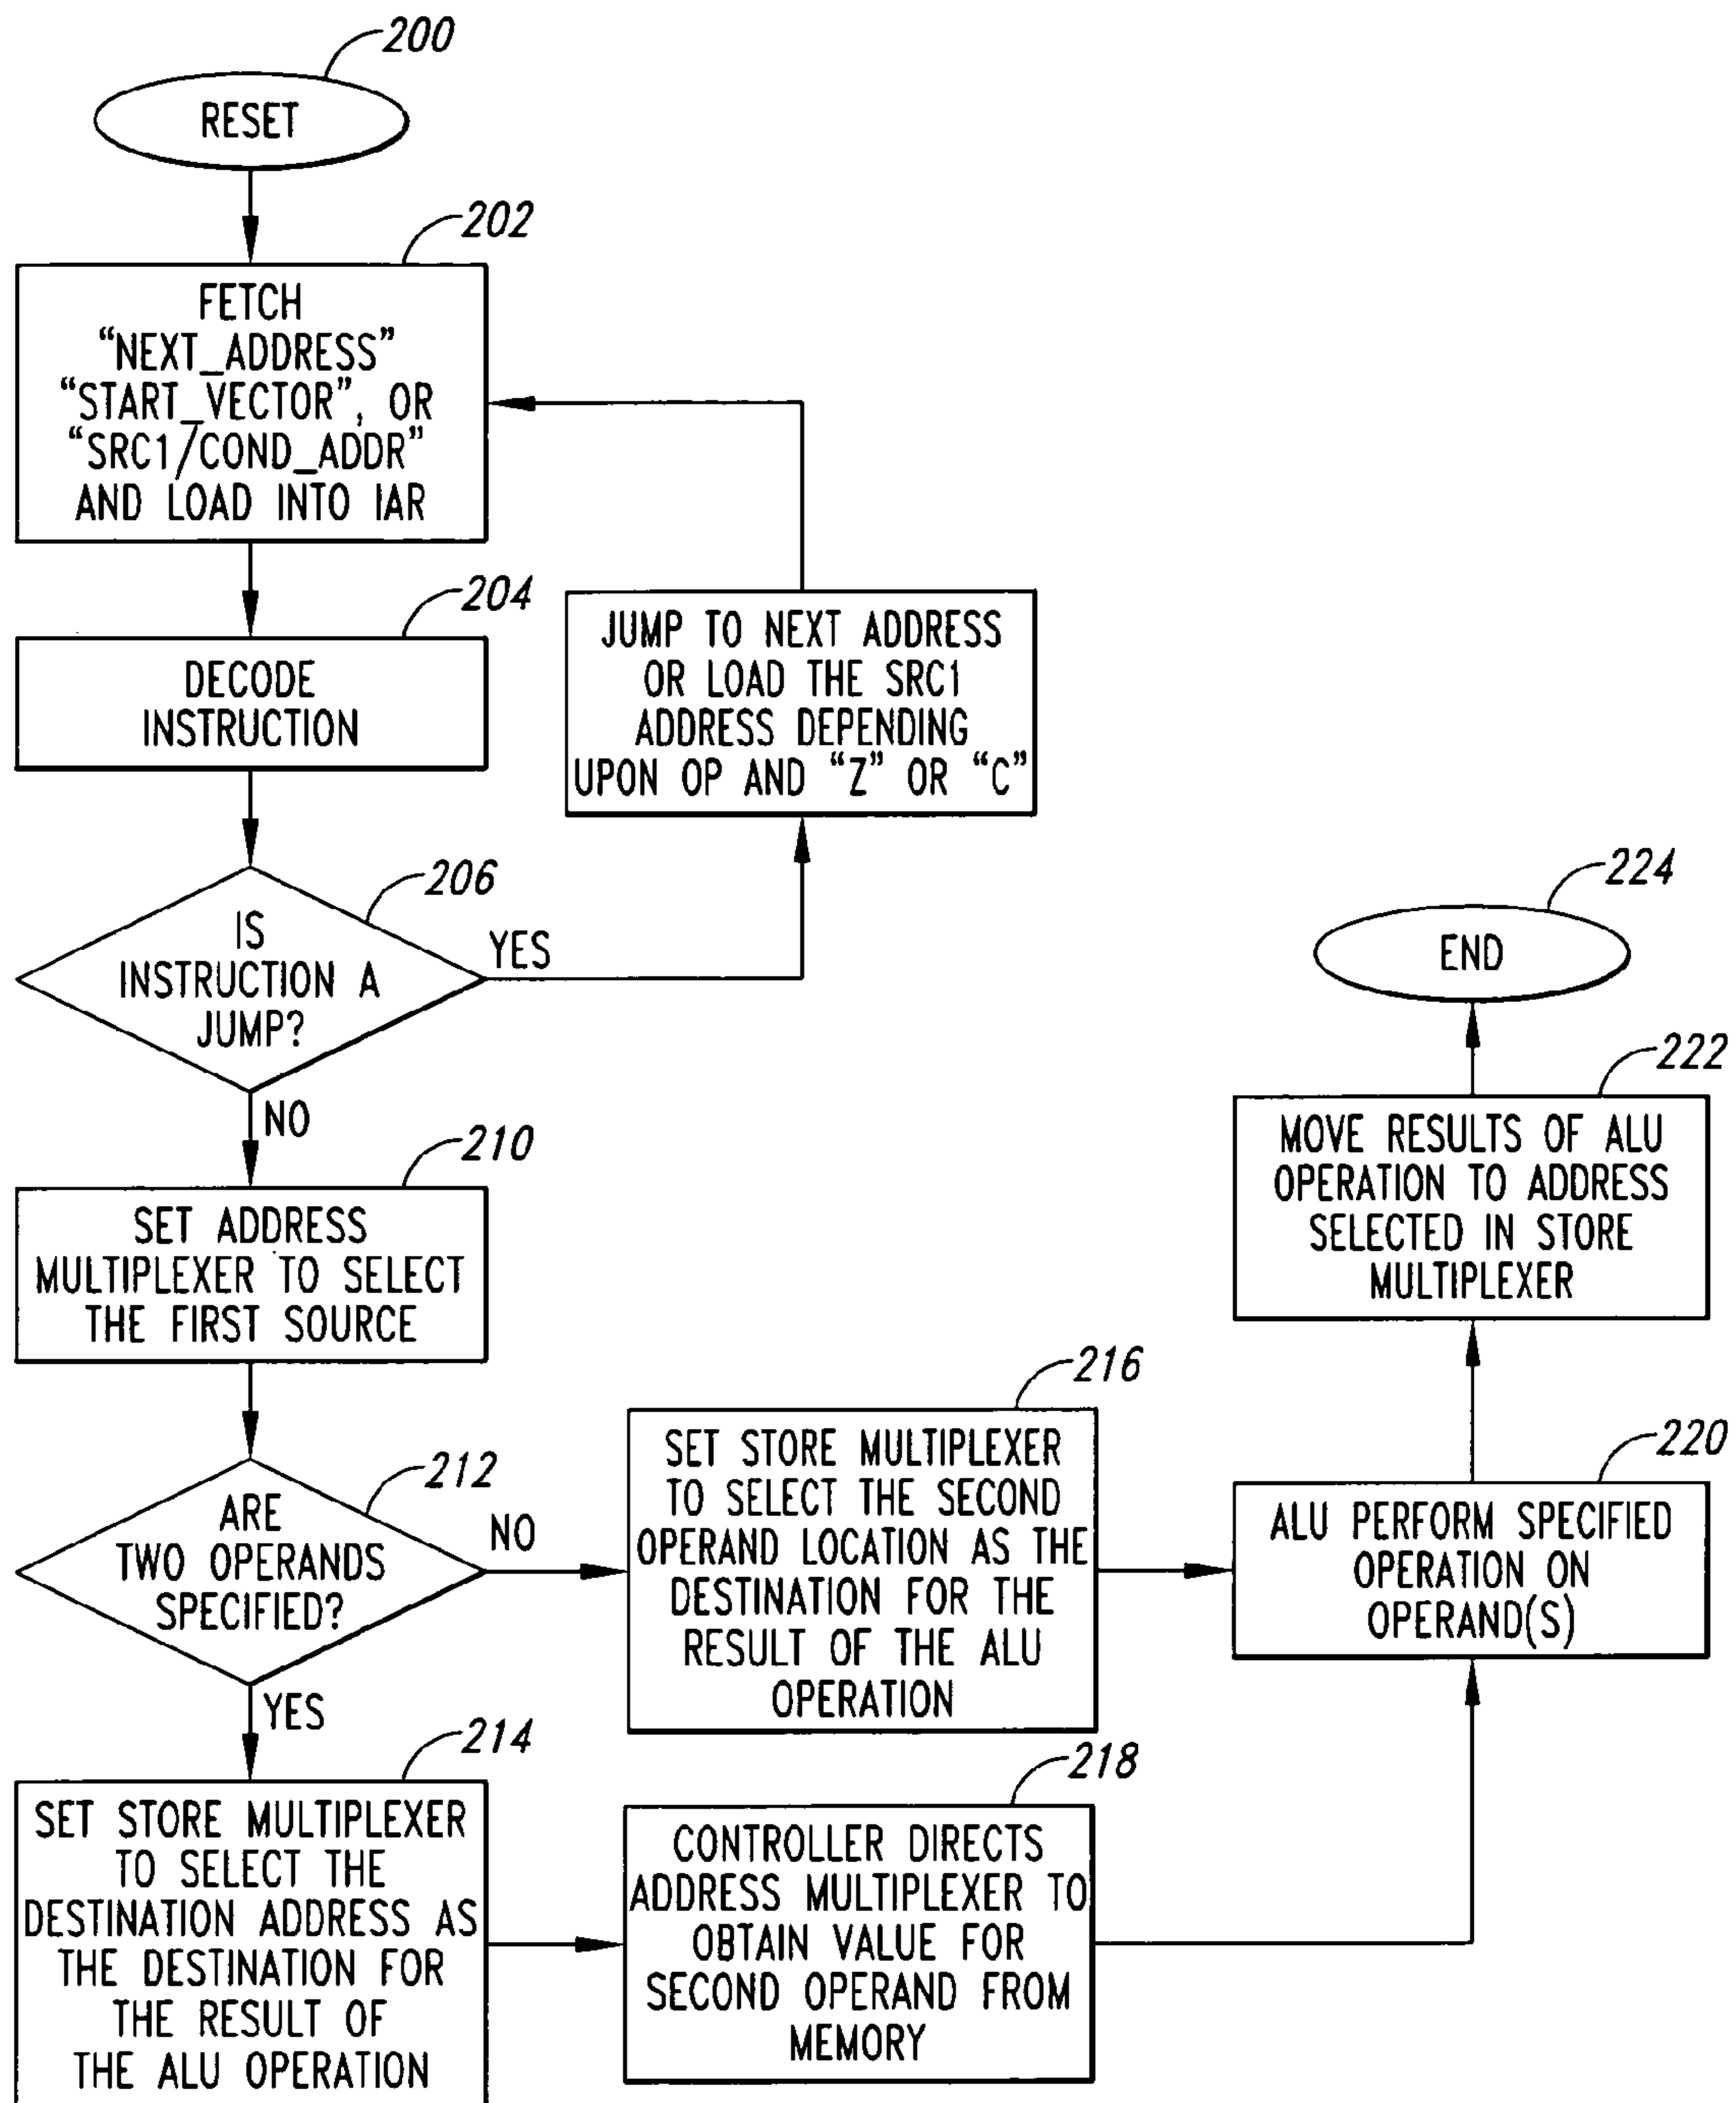 200
RESET
202
FETCH
“NEXT_ADDRESS”
“START_VECTOR”, OR
“SRC1/COND_ADDR”
AND LOAD INTO IAR
204
DECODE
INSTRUCTION
JUMP TO NEXT ADDRESS
OR LOAD THE SRC1
ADDRESS DEPENDING
UPON OP AND “Z” OR “C”
206
IS
INSTRUCTION A
JUMP?
YES
NO
210
SET ADDRESS
MULTIPLEXER TO SELECT
THE FIRST SOURCE
212
ARE
TWO OPERANDS
SPECIFIED?
NO
YES
214
SET STORE MULTIPLEXER
TO SELECT THE
DESTINATION ADDRESS AS
THE DESTINATION FOR
THE RESULT OF
THE ALU OPERATION
216
SET STORE MULTIPLEXER
TO SELECT THE SECOND
OPERAND LOCATION AS THE
DESTINATION FOR THE
RESULT OF THE ALU
OPERATION
218
CONTROLLER DIRECTS
ADDRESS MULTIPLEXER TO
OBTAIN VALUE FOR
SECOND OPERAND FROM
MEMORY
220
ALU PERFORM SPECIFIED
OPERATION ON
OPERAND(S)
222
MOVE RESULTS OF ALU
OPERATION TO ADDRESS
SELECTED IN STORE
MULTIPLEXER
224
END